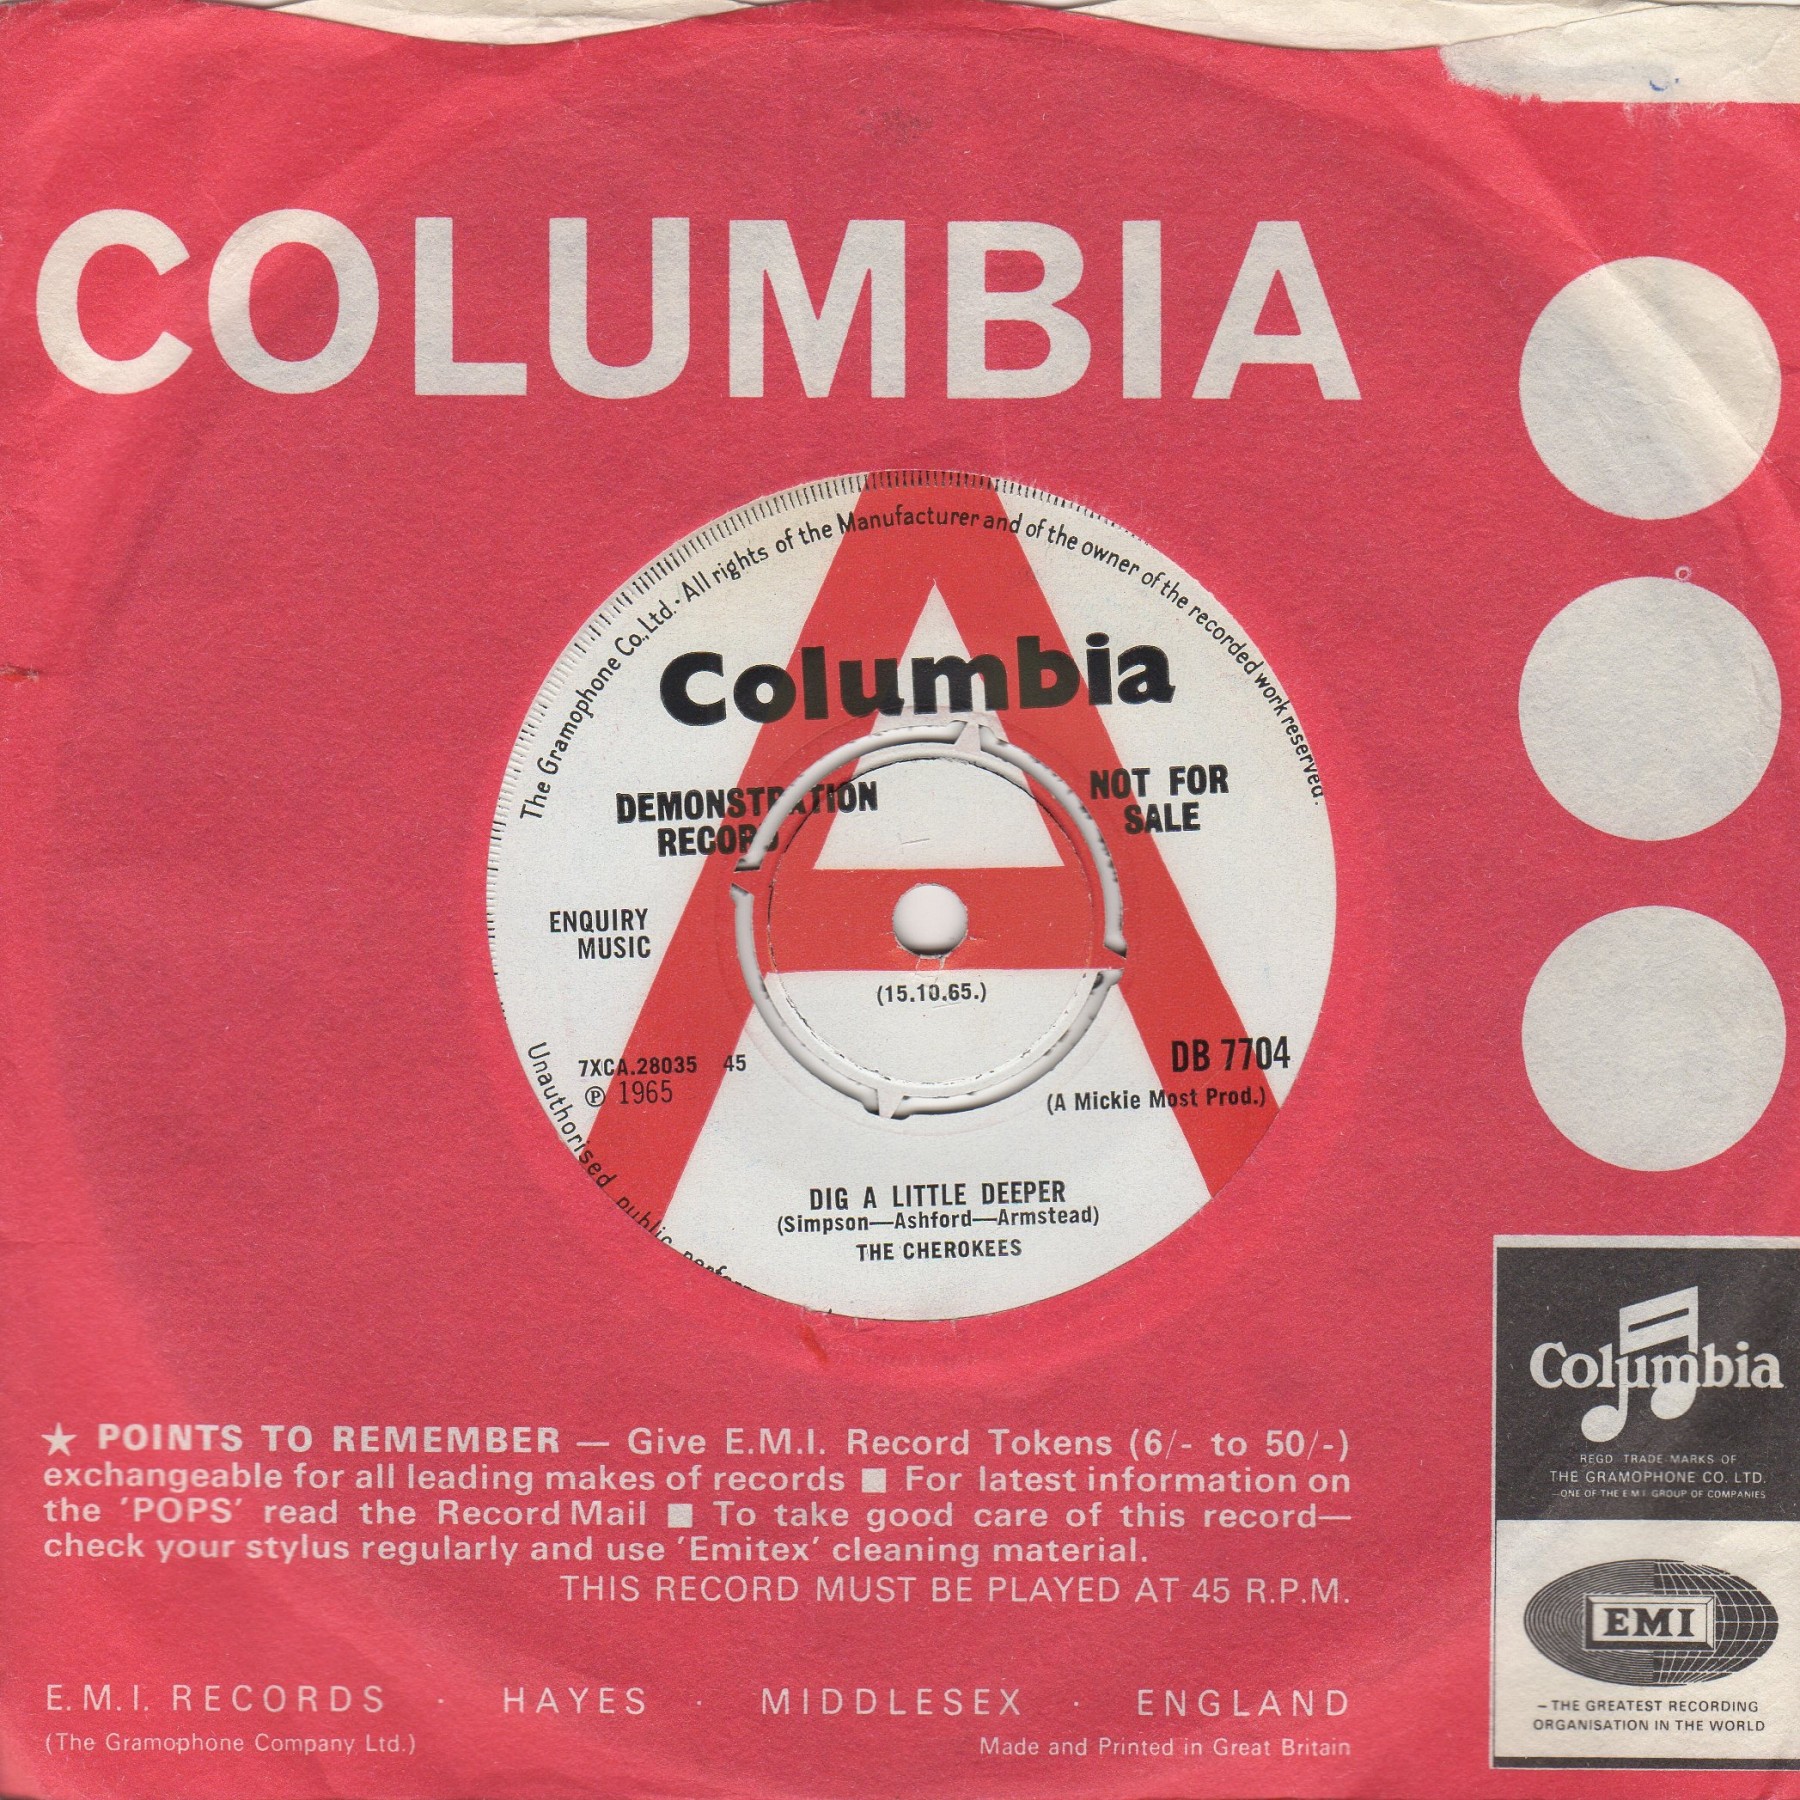 COLUMBIA
The Gramophone Co., Ltd. · All rights of the Manufacturer and of the owner of the recorded work reserved.
A
Columbia
DEMONSTRATION
RECORD
NOT FOR
SALE
ENQUIRY
MUSIC
(15.10.65.)
7XCA.28035 45
Ⓟ 1965
DB 7704
(A Mickie Most Prod.)
Unauthorised public
DIG A LITTLE DEEPER
(Simpson—Ashford—Armstead)
THE CHEROKEES
★ POINTS TO REMEMBER — Give E.M.I. Record Tokens (6/- to 50/-)
exchangeable for all leading makes of records ■ For latest information on
the 'POPS' read the Record Mail ■ To take good care of this record—
check your stylus regularly and use 'Emitex' cleaning material.
THIS RECORD MUST BE PLAYED AT 45 R.P.M.
E.M.I. RECORDS · HAYES · MIDDLESEX · ENGLAND
(The Gramophone Company Ltd.)
Made and Printed in Great Britain
Columbia
REGD TRADE MARKS OF
THE GRAMOPHONE CO. LTD.
—ONE OF THE E.M.I. GROUP OF COMPANIES
EMI
– THE GREATEST RECORDING
ORGANISATION IN THE WORLD